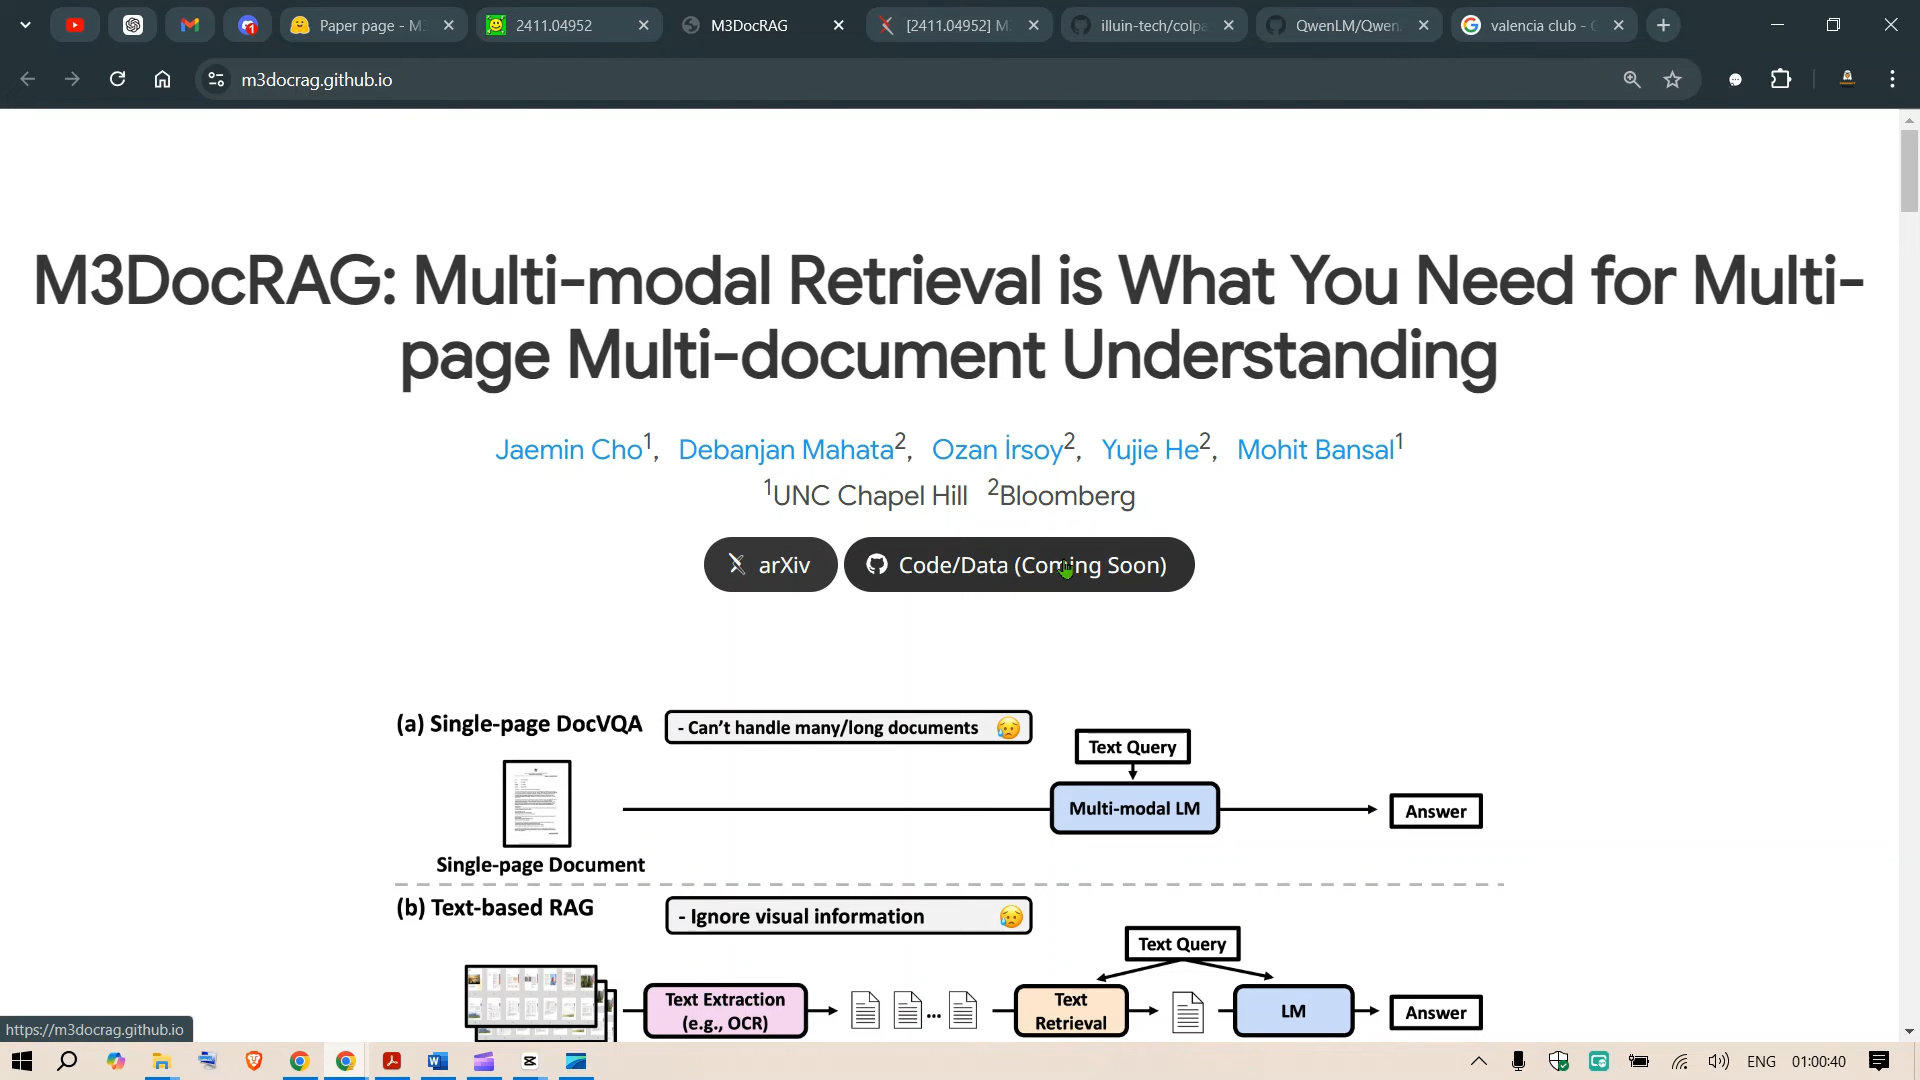 Paper page - M3
2411.04952
M3DocRAG
[2411.04952] M
illuin-tech/colpa
QwenLM/Qwen
valencia club - G
m3docrag.github.io
M3DocRAG: Multi-modal Retrieval is What You Need for Multi-
page Multi-document Understanding
Jaemin Cho1, Debanjan Mahata2, Ozan İrsoy2, Yujie He2, Mohit Bansal1
1UNC Chapel Hill 2Bloomberg
arXiv Code/Data (Coming Soon)
(a) Single-page DocVQA
- Can't handle many/long documents
Text Query
Multi-modal LM
Answer
Single-page Document
(b) Text-based RAG
- Ignore visual information
Text Query
Text Extraction
(e.g., OCR)
...
Text
Retrieval
LM
Answer
https://m3docrag.github.io
ENG 01:00:40